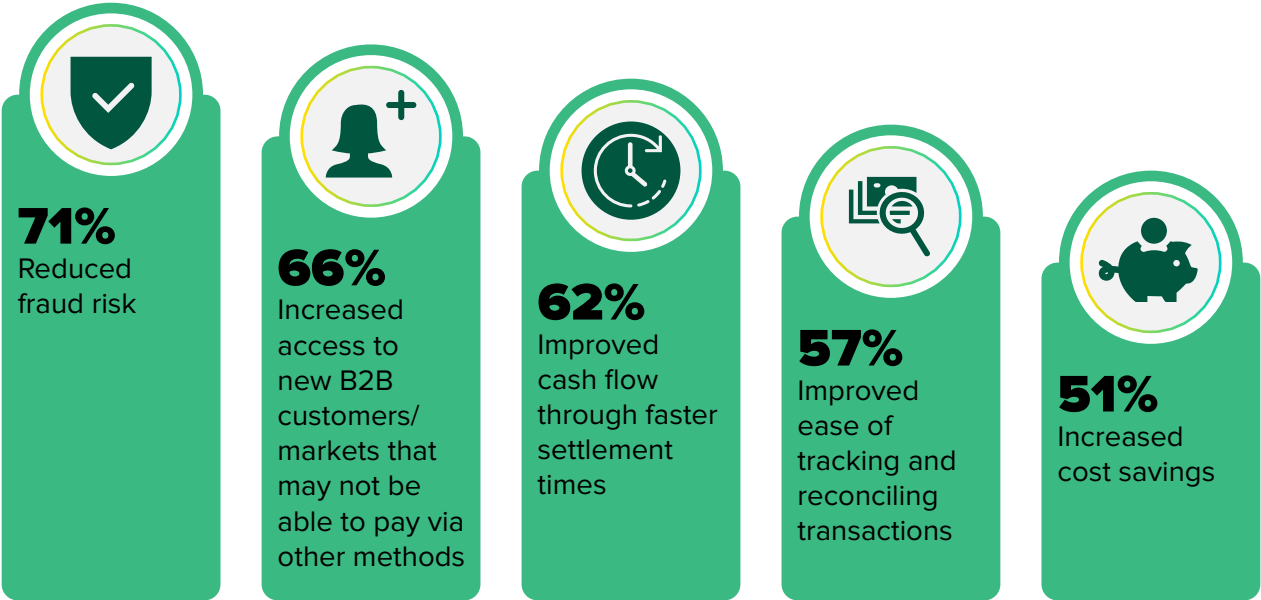 71%
Reduced
fraud risk
66%
Increased
access to
new B2B
customers/
markets that
may not be
able to pay via
other methods
62%
Improved
cash flow
through faster
settlement
times
57%
Improved
ease of
tracking and
reconciling
transactions
51%
Increased
cost savings